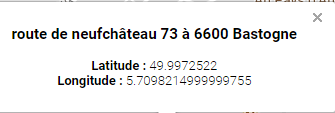 route de neufchâteau 73 à 6600 Bastogne
Latitude : 49.9972522
Longitude : 5.7098214999999755